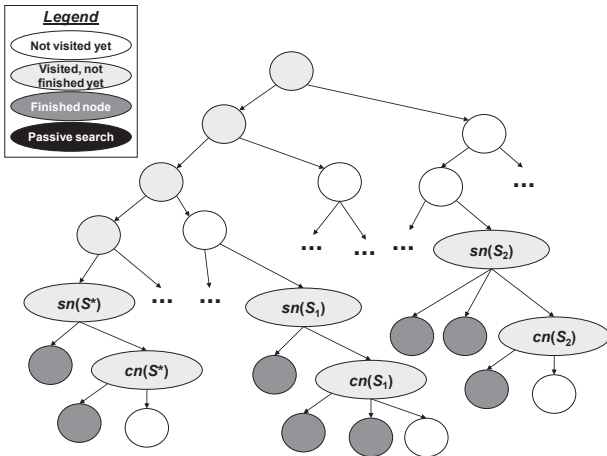 Legend
Not visited yet
Visited, not
finished yet
Finished node
Passive search
...
...
...
...
sn(S₂)
sn(S*)
...
...
sn(S₁)
cn(S₂)
cn(S*)
cn(S₁)